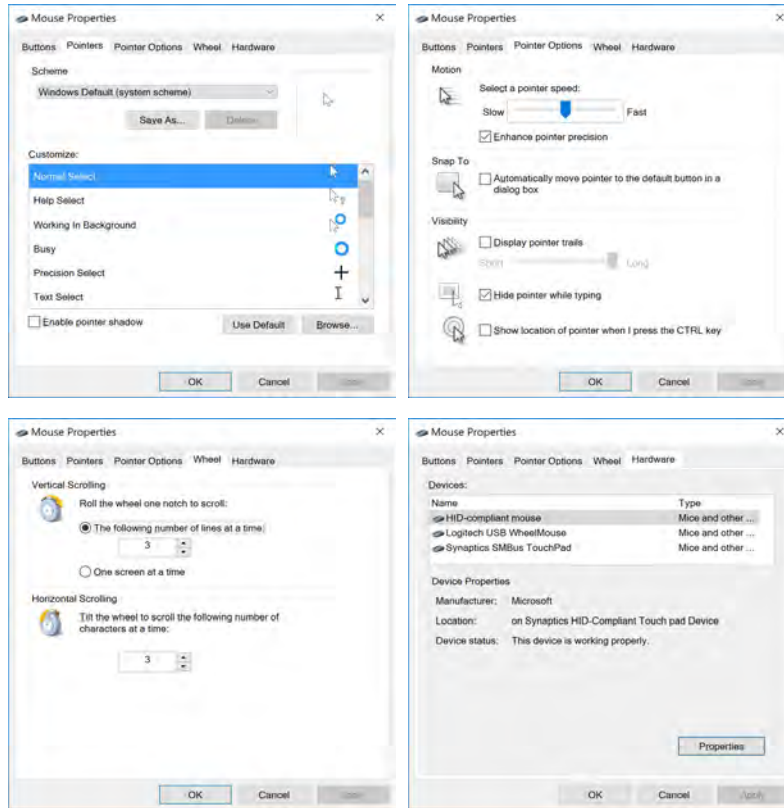 Mouse Properties
Buttons Pointers Pointer Options Wheel Hardware
Scheme
Windows Default (system scheme)
Save As... Delete
Customize:
Normal Select
Help Select
Working In Background
Busy
Precision Select
Text Select
Enable pointer shadow
Use Default Browse...
OK Cancel Apply
Mouse Properties
Buttons Pointers Pointer Options Wheel Hardware
Motion
Select a pointer speed:
Slow Fast
Enhance pointer precision
Snap To
Automatically move pointer to the default button in a
dialog box
Visibility
Display pointer trails
Short Long
Hide pointer while typing
Show location of pointer when I press the CTRL key
OK Cancel Apply
Mouse Properties
Buttons Pointers Pointer Options Wheel Hardware
Vertical Scrolling
Roll the wheel one notch to scroll:
The following number of lines at a time:
3
One screen at a time
Horizontal Scrolling
Tilt the wheel to scroll the following number of
characters at a time:
3
OK Cancel Apply
Mouse Properties
Buttons Pointers Pointer Options Wheel Hardware
Devices:
Name Type
HID-compliant mouse Mice and other ...
Logitech USB WheelMouse Mice and other ...
Synaptics SMBus TouchPad Mice and other ...
Device Properties
Manufacturer: Microsoft
Location: on Synaptics HID-Compliant Touch pad Device
Device status: This device is working properly.
Properties
OK Cancel Apply